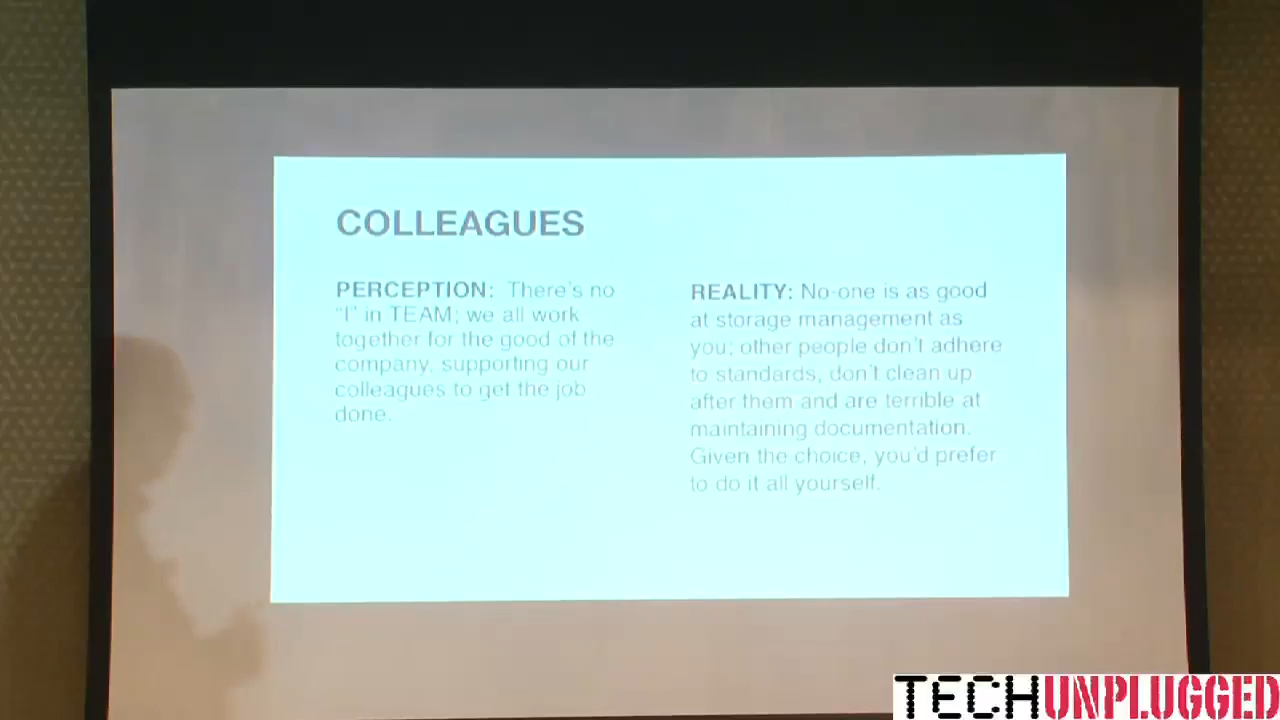 COLLEAGUES
PERCEPTION: There's no
"I" in TEAM; we all work
together for the good of the
company, supporting our
colleagues to get the job
done.
REALITY: No-one is as good
at storage management as
you; other people don't adhere
to standards, don't clean up
after them and are terrible at
maintaining documentation.
Given the choice, you'd prefer
to do it all yourself.
TECHUNPLUGGED